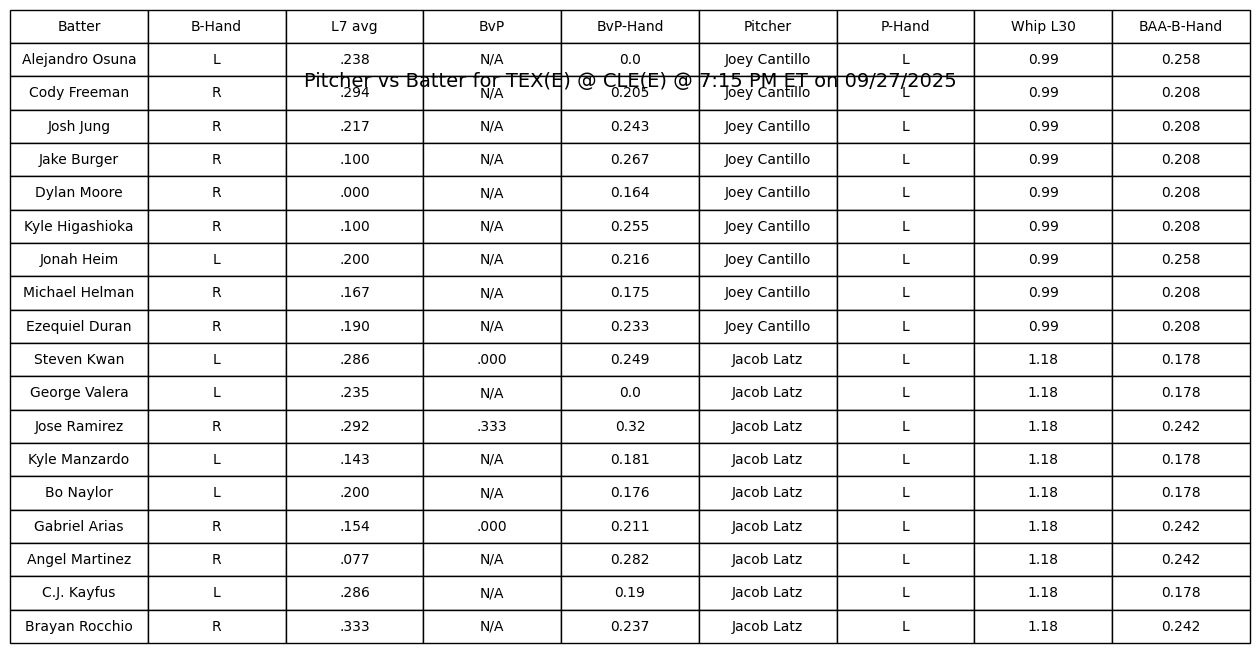 Batter B-Hand L7 avg BvP BvP-Hand Pitcher P-Hand Whip L30 BAA-B-Hand
Alejandro Osuna L .238 N/A 0.0 Joey Cantillo L 0.99 0.258
Pitcher vs Batter for TEX(E) @ CLE(E) @ 7:15 PM ET on 09/27/2025
Cody Freeman R .294 N/A 0.205 Joey Cantillo L 0.99 0.208
Josh Jung R .217 N/A 0.243 Joey Cantillo L 0.99 0.208
Jake Burger R .100 N/A 0.267 Joey Cantillo L 0.99 0.208
Dylan Moore R .000 N/A 0.164 Joey Cantillo L 0.99 0.208
Kyle Higashioka R .100 N/A 0.255 Joey Cantillo L 0.99 0.208
Jonah Heim L .200 N/A 0.216 Joey Cantillo L 0.99 0.258
Michael Helman R .167 N/A 0.175 Joey Cantillo L 0.99 0.208
Ezequiel Duran R .190 N/A 0.233 Joey Cantillo L 0.99 0.208
Steven Kwan L .286 .000 0.249 Jacob Latz L 1.18 0.178
George Valera L .235 N/A 0.0 Jacob Latz L 1.18 0.178
Jose Ramirez R .292 .333 0.32 Jacob Latz L 1.18 0.242
Kyle Manzardo L .143 N/A 0.181 Jacob Latz L 1.18 0.178
Bo Naylor L .200 N/A 0.176 Jacob Latz L 1.18 0.178
Gabriel Arias R .154 .000 0.211 Jacob Latz L 1.18 0.242
Angel Martinez R .077 N/A 0.282 Jacob Latz L 1.18 0.242
C.J. Kayfus L .286 N/A 0.19 Jacob Latz L 1.18 0.178
Brayan Rocchio R .333 N/A 0.237 Jacob Latz L 1.18 0.242